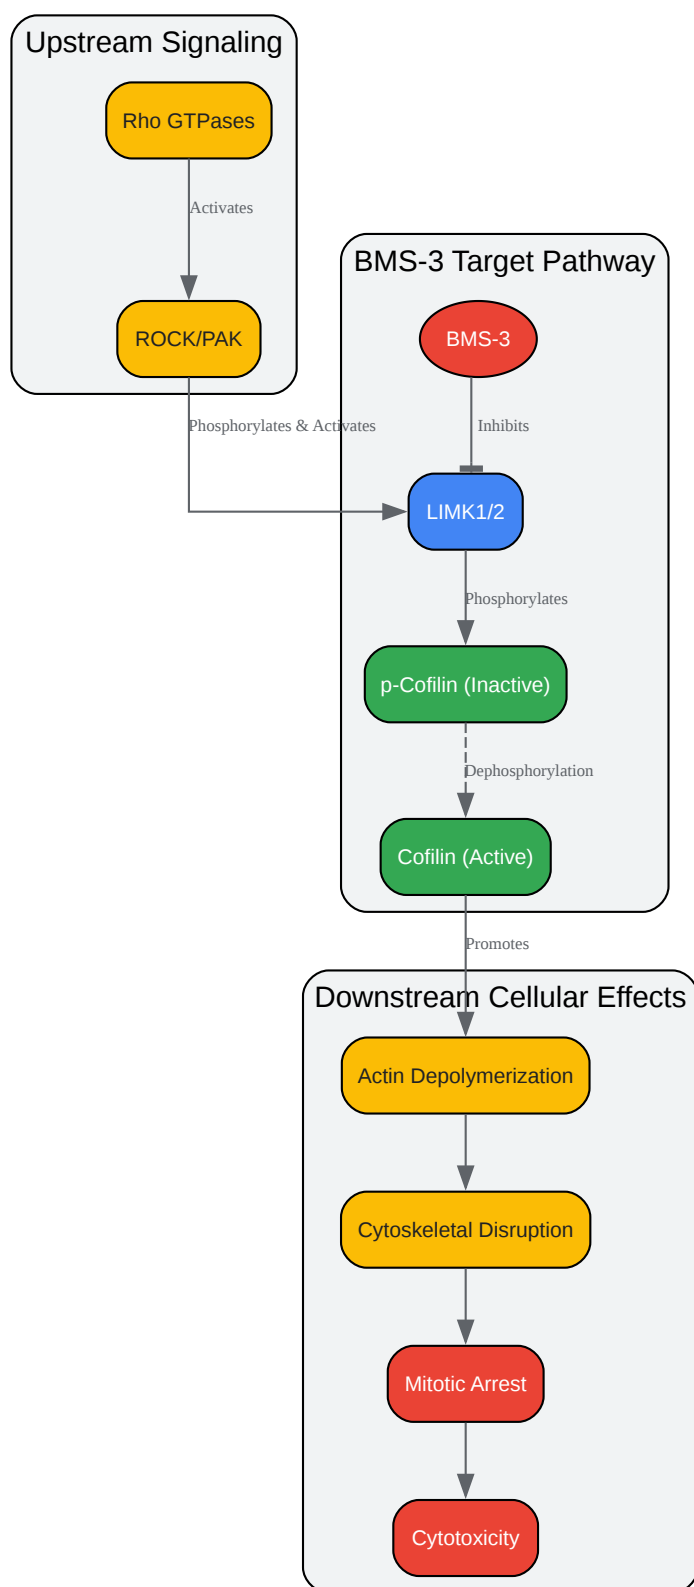 Upstream Signaling
Rho GTPases
Activates
ROCK/PAK
Phosphorylates & Activates
BMS-3 Target Pathway
BMS-3
Inhibits
LIMK1/2
Phosphorylates
p-Cofilin (Inactive)
Dephosphorylation
Cofilin (Active)
Promotes
Downstream Cellular Effects
Actin Depolymerization
Cytoskeletal Disruption
Mitotic Arrest
Cytotoxicity